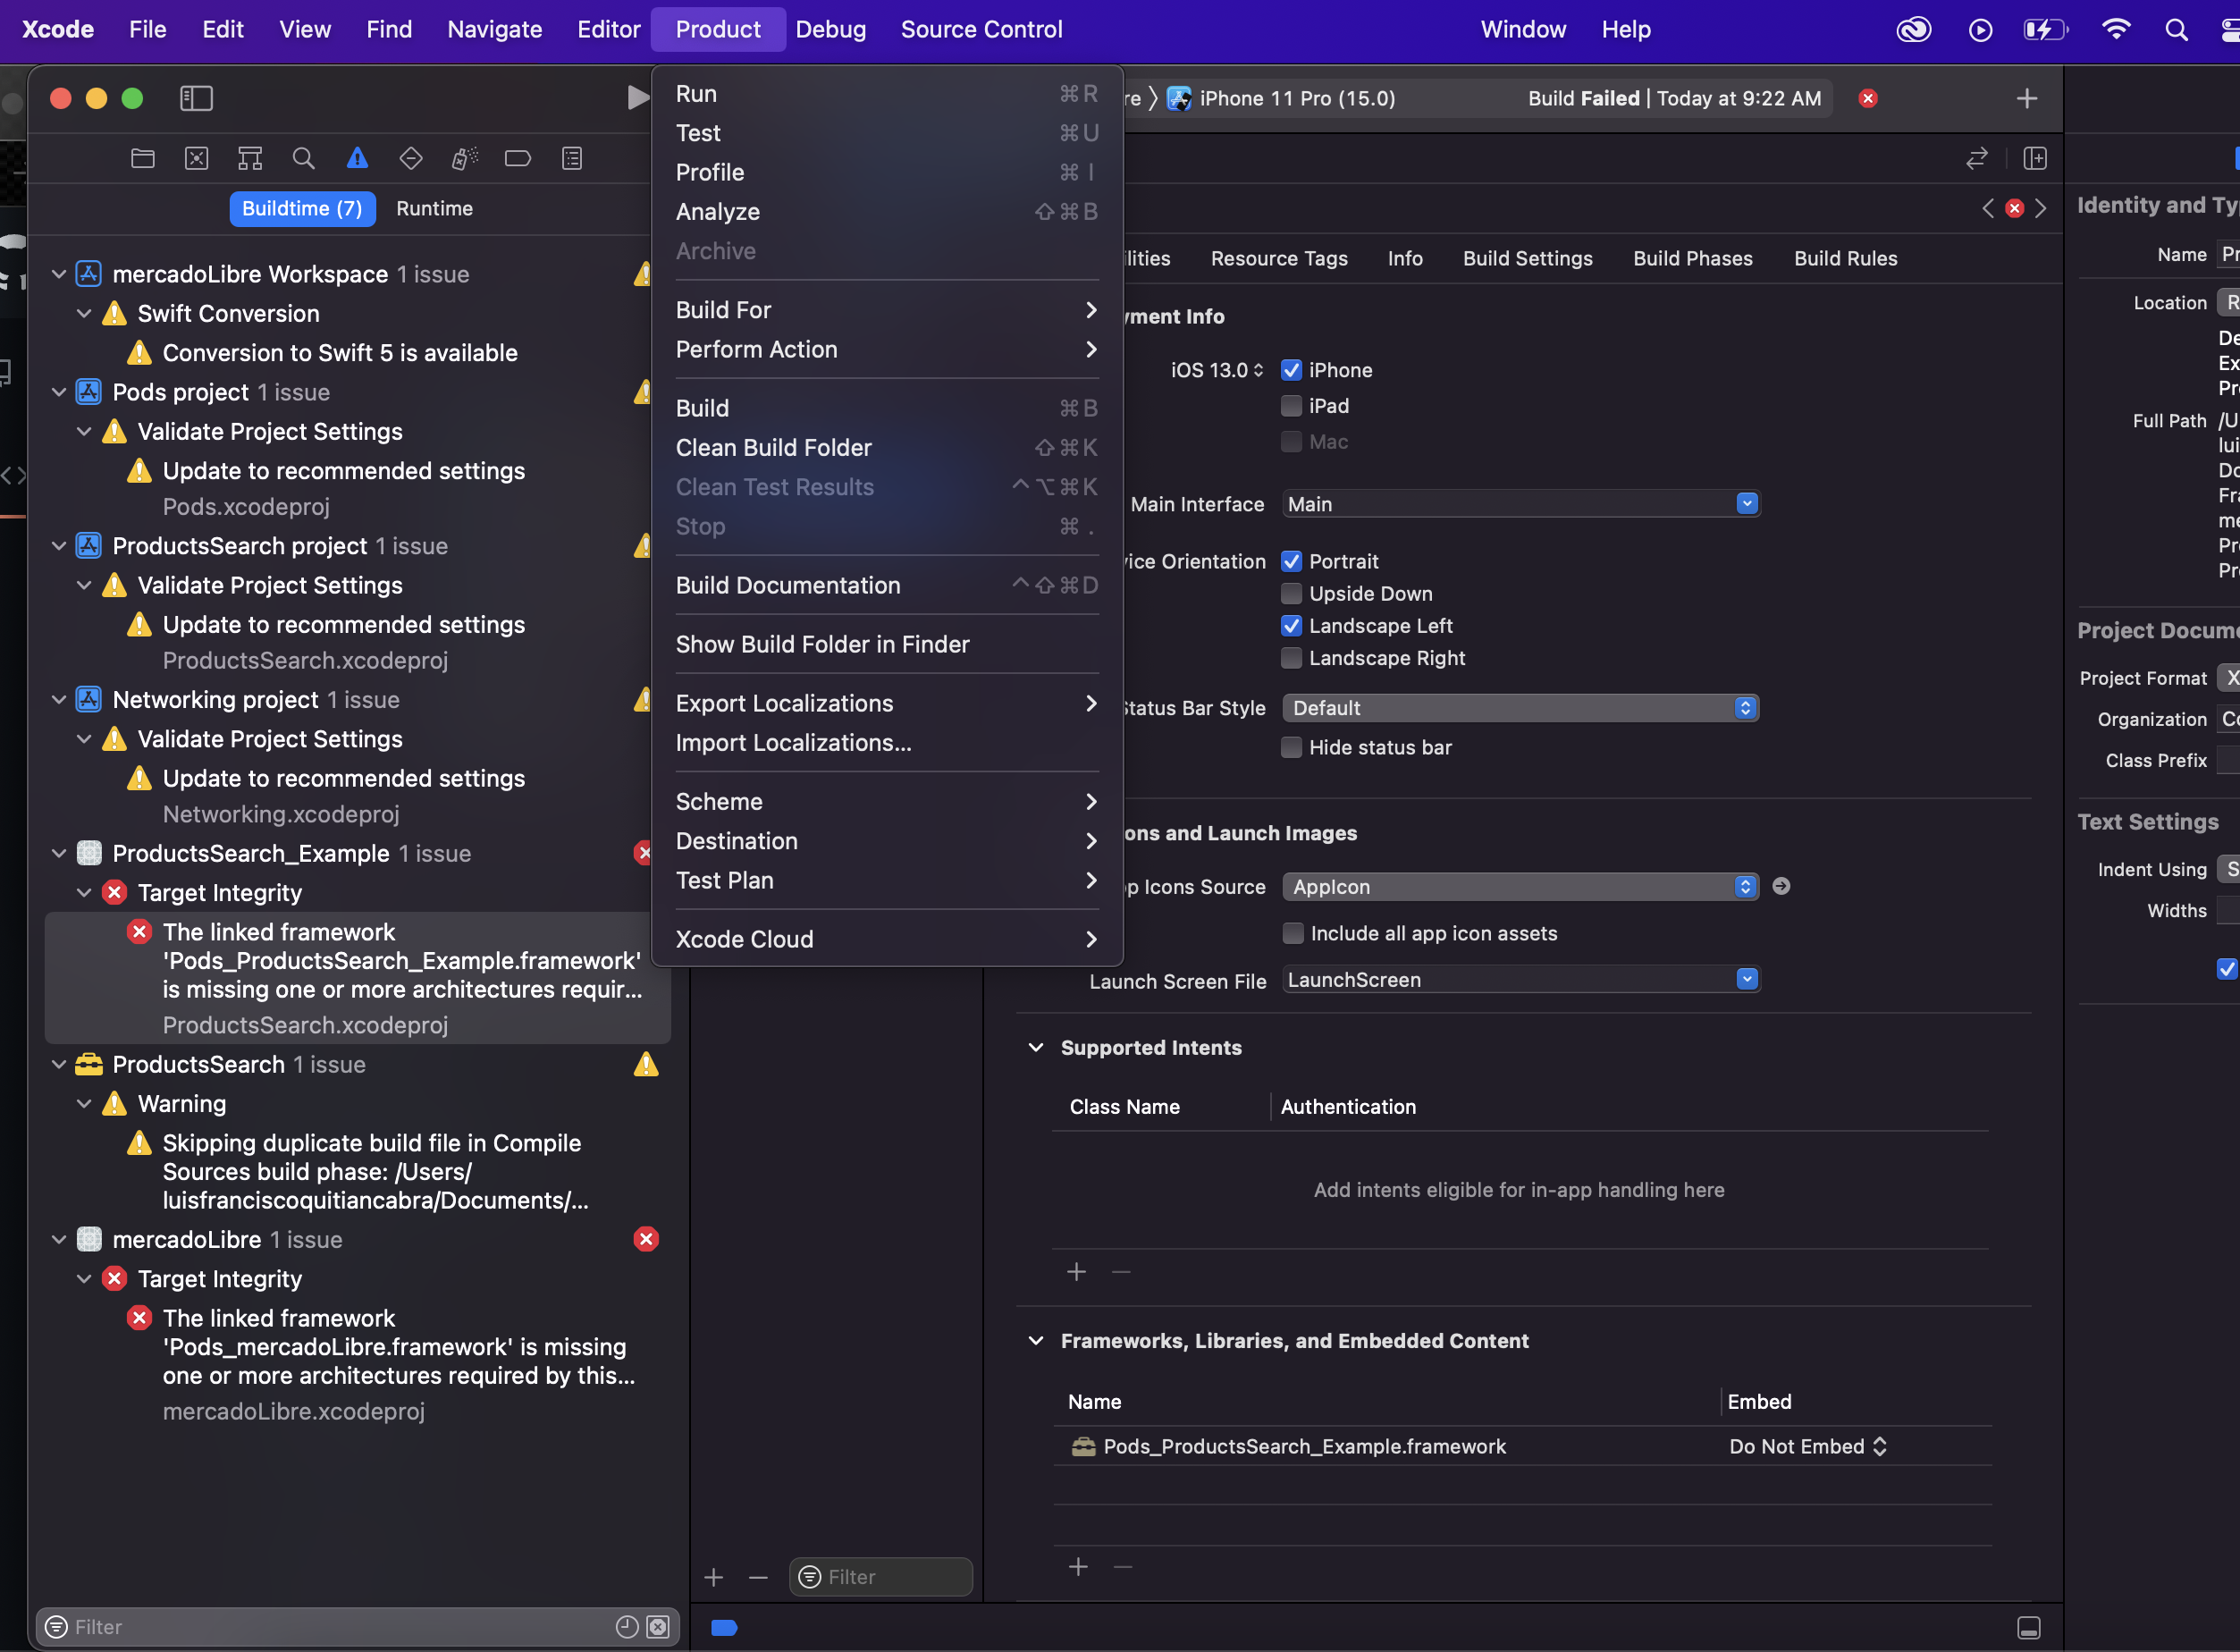 Xcode File Edit View Find Navigate Editor Product Debug Source Control Window Help
iPhone 11 Pro (15.0) Build Failed | Today at 9:22 AM
Buildtime (7) Runtime
mercadoLibre Workspace 1 issue
Swift Conversion
Conversion to Swift 5 is available
Pods project 1 issue
Validate Project Settings
Update to recommended settings
Pods.xcodeproj
ProductsSearch project 1 issue
Validate Project Settings
Update to recommended settings
ProductsSearch.xcodeproj
Networking project 1 issue
Validate Project Settings
Update to recommended settings
Networking.xcodeproj
ProductsSearch_Example 1 issue
Target Integrity
The linked framework
'Pods_ProductsSearch_Example.framework'
is missing one or more architectures requir...
ProductsSearch.xcodeproj
ProductsSearch 1 issue
Warning
Skipping duplicate build file in Compile
Sources build phase: /Users/
luisfranciscoquitiancabra/Documents/...
mercadoLibre 1 issue
Target Integrity
The linked framework
'Pods_mercadoLibre.framework' is missing
one or more architectures required by this...
mercadoLibre.xcodeproj
Filter
Run ⌘R
Test ⌘U
Profile ⌘I
Analyze ⇧⌘B
Archive
Build For
Perform Action
Build ⌘B
Clean Build Folder ⇧⌘K
Clean Test Results ^⌥⌘K
Stop ⌘.
Build Documentation ^⇧⌘D
Show Build Folder in Finder
Export Localizations
Import Localizations...
Scheme
Destination
Test Plan
Xcode Cloud
Filter
Resource Tags Info Build Settings Build Phases Build Rules
Info
iOS 13.0 iPhone
iPad
Mac
Main Interface Main
Orientation Portrait
Upside Down
Landscape Left
Landscape Right
Status Bar Style Default
Hide status bar
and Launch Images
Icons Source AppIcon
Include all app icon assets
Launch Screen File LaunchScreen
Supported Intents
Class Name Authentication
Add intents eligible for in-app handling here
Frameworks, Libraries, and Embedded Content
Name Embed
Pods_ProductsSearch_Example.framework Do Not Embed
Identity and Ty
Name Pr
Location R
De
Ex
Pr
Full Path /U
lui
Do
Fra
me
Pr
Pr
Project Docume
Project Format X
Organization Co
Class Prefix
Text Settings
Indent Using S
Widths